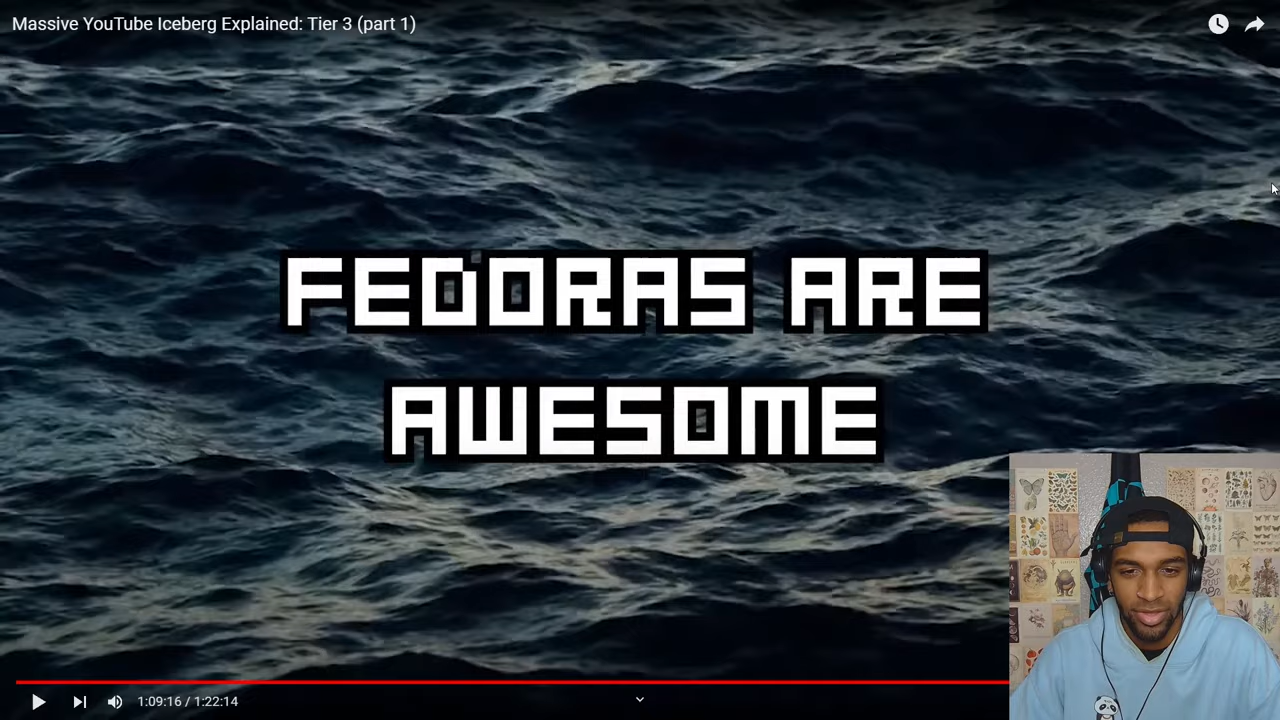 Massive YouTube Iceberg Explained: Tier 3 (part 1)
FEDORAS ARE
AWESOME
1:09:16 / 1:22:14